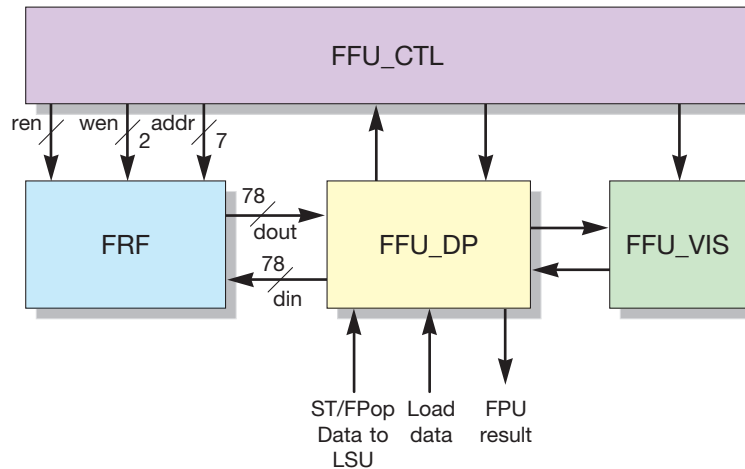 FFU_CTL
ren
wen
2
addr
7
FRF
78
dout
78
din
FFU_DP
FFU_VIS
ST/FPop
Data to
LSU
Load
data
FPU
result